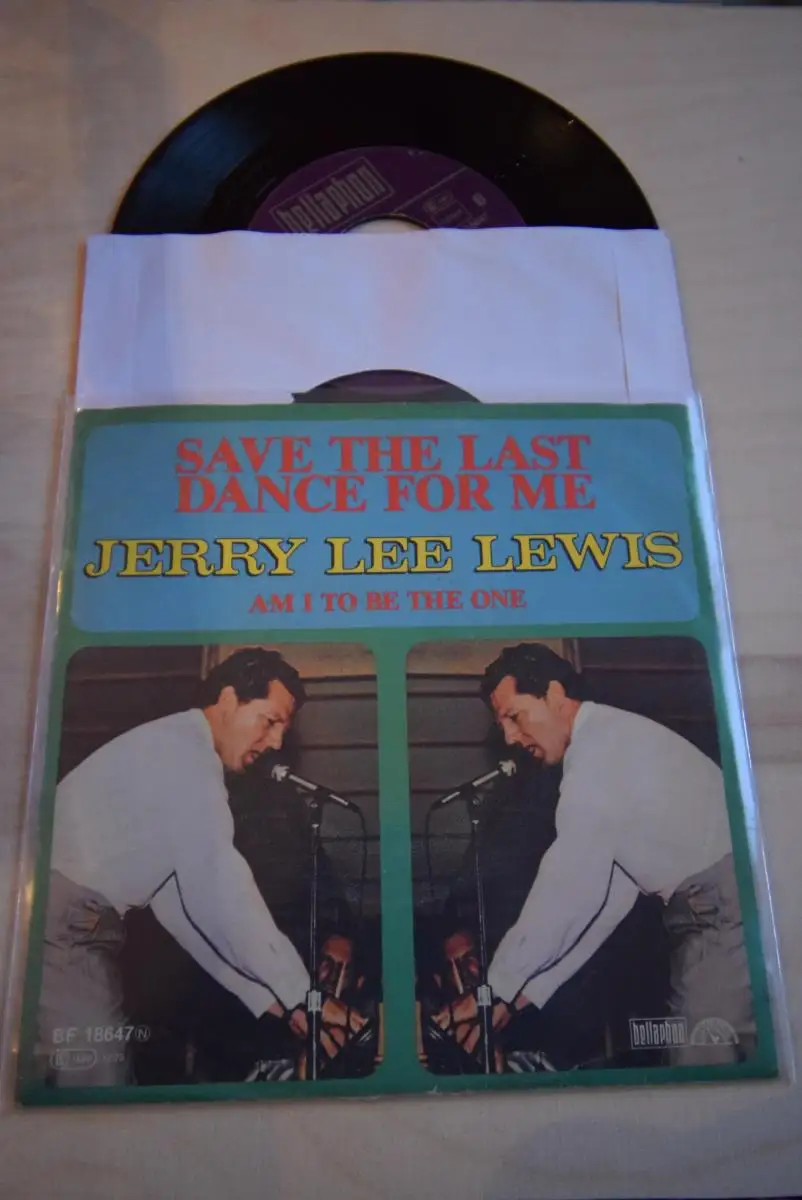 bellaphon
SAVE THE LAST
DANCE FOR ME
JERRY LEE LEWIS
AM I TO BE THE ONE
BF 18647 N
bellaphon